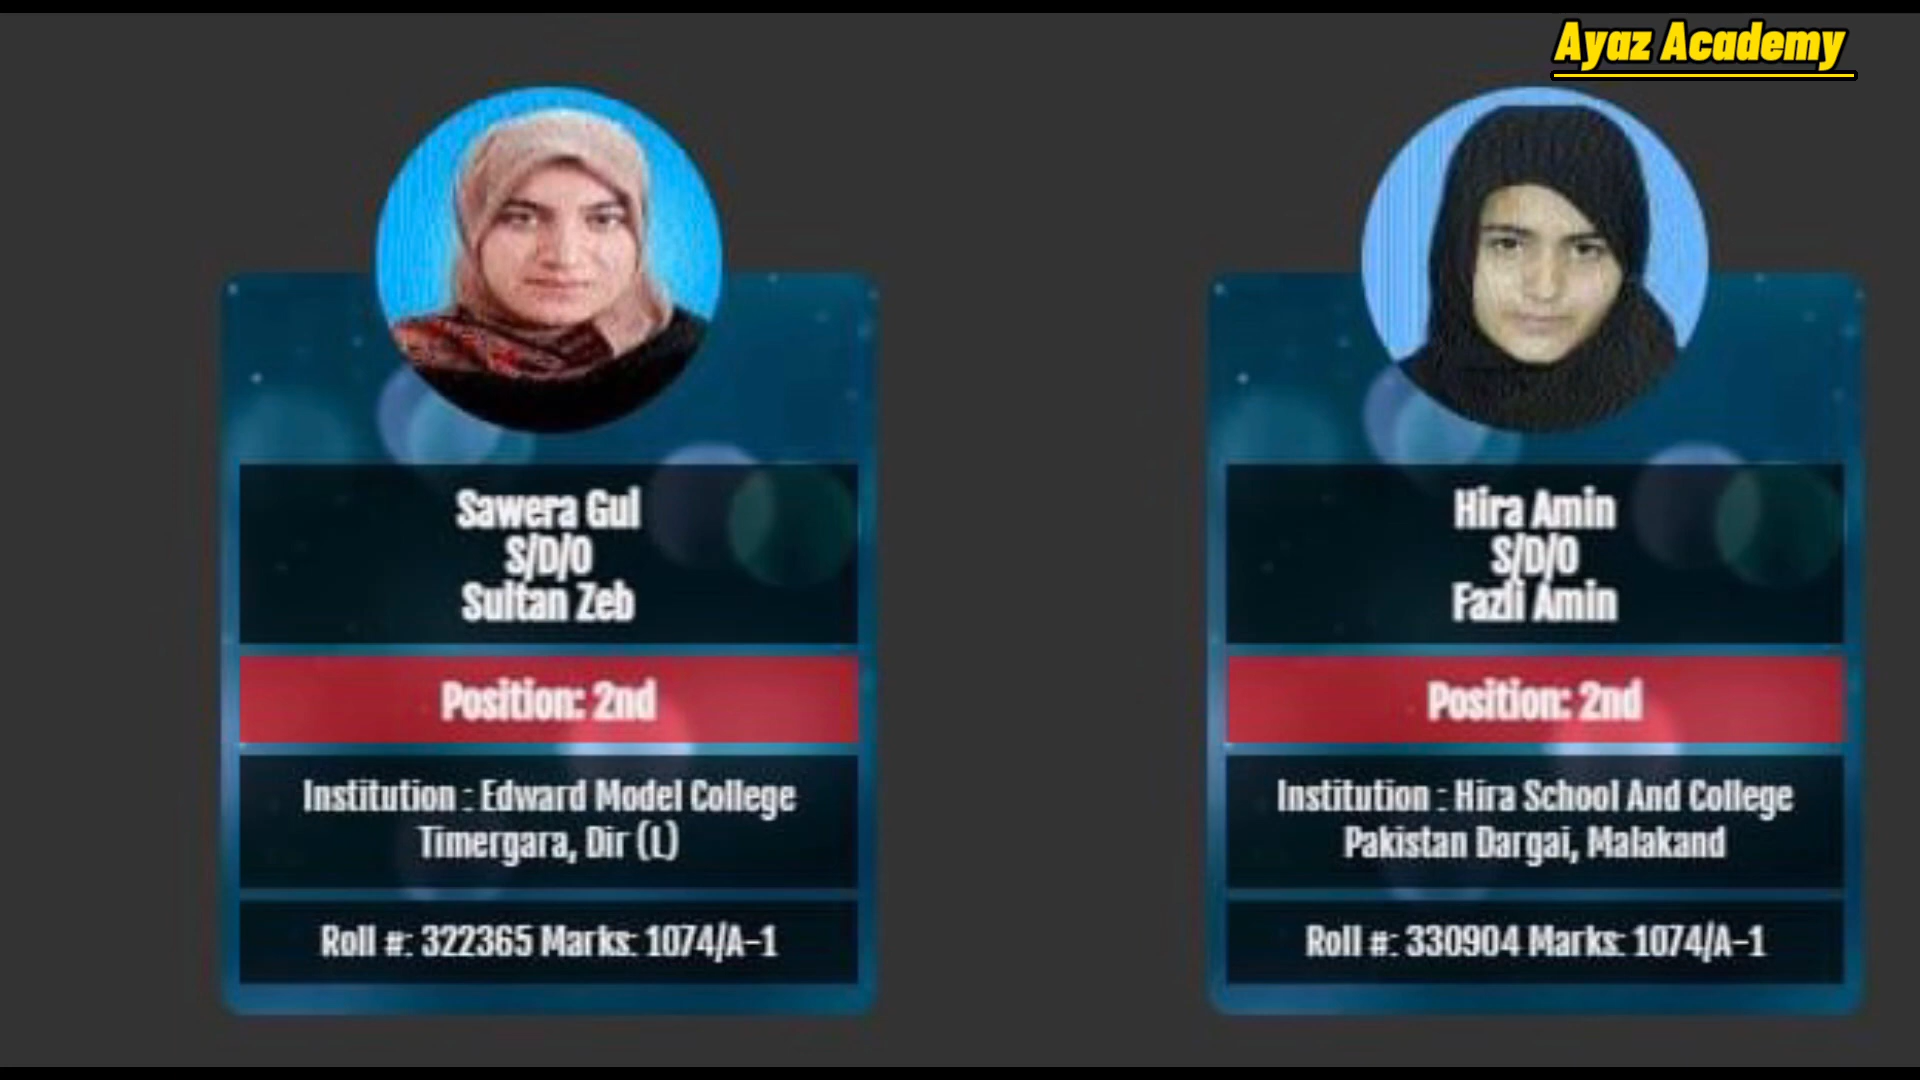 Ayaz Academy
Sawera Gul
S/D/O
Sultan Zeb
Position: 2nd
Institution : Edward Model College
Timergara, Dir (L)
Roll #: 322365 Marks: 1074/A-1
Hira Amin
S/D/O
Fazli Amin
Position: 2nd
Institution : Hira School And College
Pakistan Dargai, Malakand
Roll #: 330904 Marks: 1074/A-1